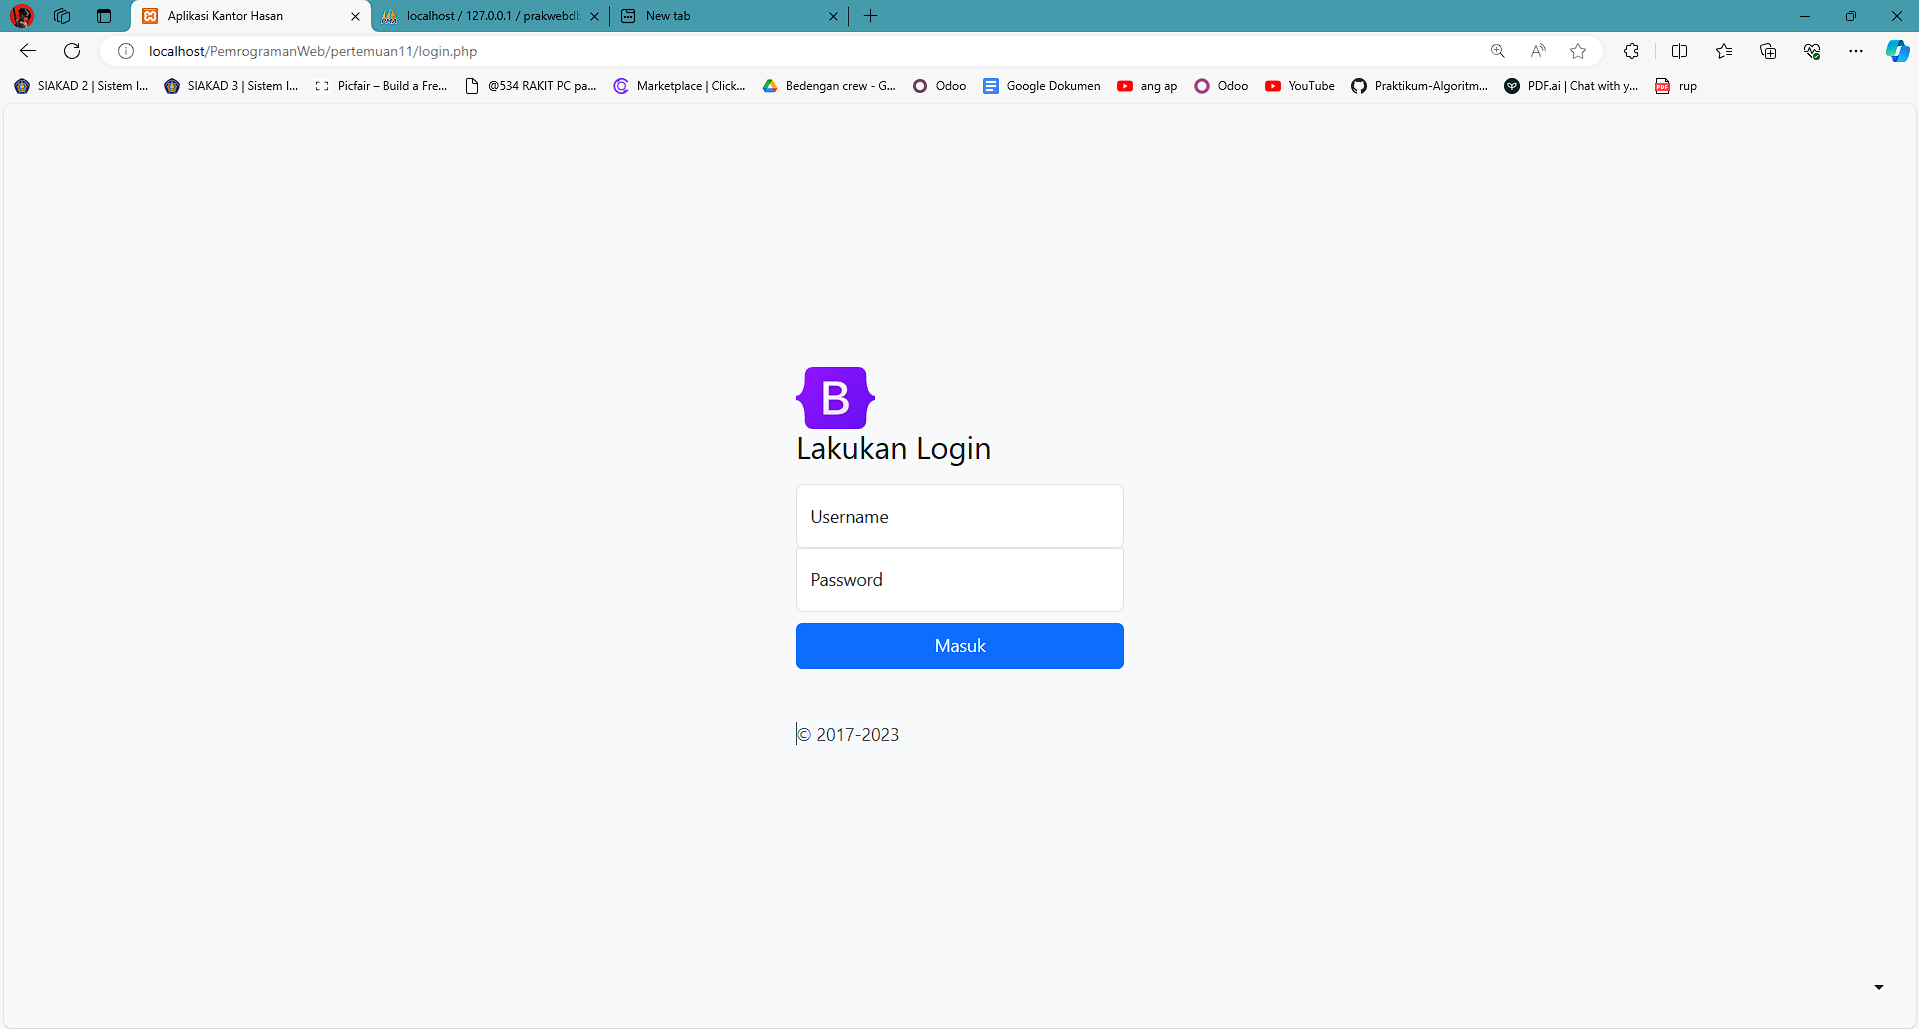 Aplikasi Kantor Hasan
localhost / 127.0.0.1 / prakwebdb
New tab
localhost/PemrogramanWeb/pertemuan11/login.php
SIAKAD 2 | Sistem I...
SIAKAD 3 | Sistem I...
Picfair – Build a Fre...
@534 RAKIT PC pa...
Marketplace | Click...
Bedengan crew - G...
Odoo
Google Dokumen
ang ap
Odoo
YouTube
Praktikum-Algoritm...
PDF.ai | Chat with y...
PDF
rup
B
Lakukan Login
Username
Password
Masuk
© 2017-2023